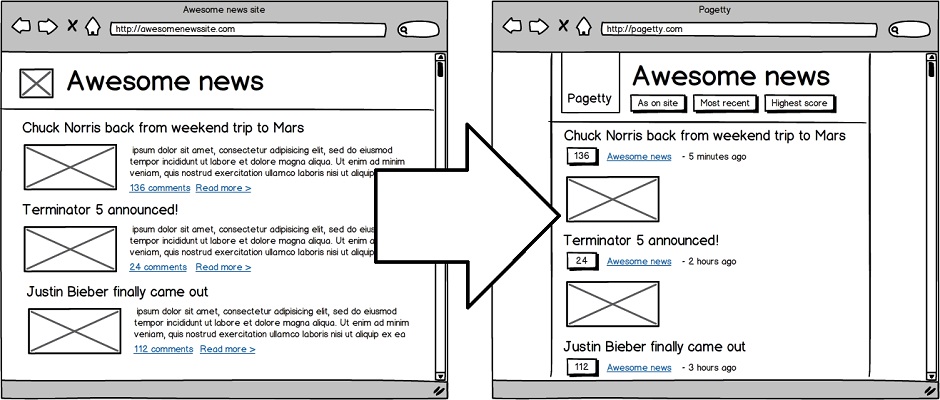 Awesome news site
http://awesomenewssite.com
Awesome news
Chuck Norris back from weekend trip to Mars
ipsum dolor sit amet, consectetur adipisicing elit, sed do eiusmod
tempor incididunt ut labore et dolore magna aliqua. Ut enim ad minim
veniam, quis nostrud exercitation ullamco laboris nisi ut aliquip
136 comments Read more >
Terminator 5 announced!
ipsum dolor sit amet, consectetur adipisicing elit, sed do
tempor incididunt ut labore et dolore magna aliqua. Ut enim
veniam, quis nostrud exercitation ullamco laboris nisi ut
24 comments Read more >
Justin Bieber finally came out
ipsum dolor sit amet, consectetur adipisicing elit, sed do eiusmod
tempor incididunt ut labore et dolore magna aliqua. Ut enim ad minim
veniam, quis nostrud exercitation ullamco laboris nisi ut aliquip ex ea
112 comments Read more >
Pagetty
http://pagetty.com
Pagetty
Awesome news
As on site Most recent Highest score
Chuck Norris back from weekend trip to Mars
136 Awesome news - 5 minutes ago
Terminator 5 announced!
24 Awesome news - 2 hours ago
Justin Bieber finally came out
112 Awesome news - 3 hours ago